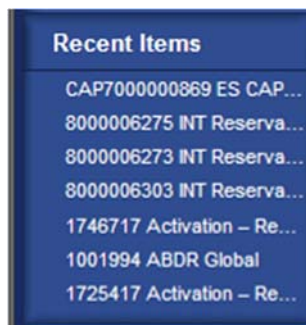 Recent Items
CAP7000000869 ES CAP...
8000006275 INT Reserva...
8000006273 INT Reserva...
8000006303 INT Reserva...
1746717 Activation – Re...
1001994 ABDR Global
1725417 Activation – Re...